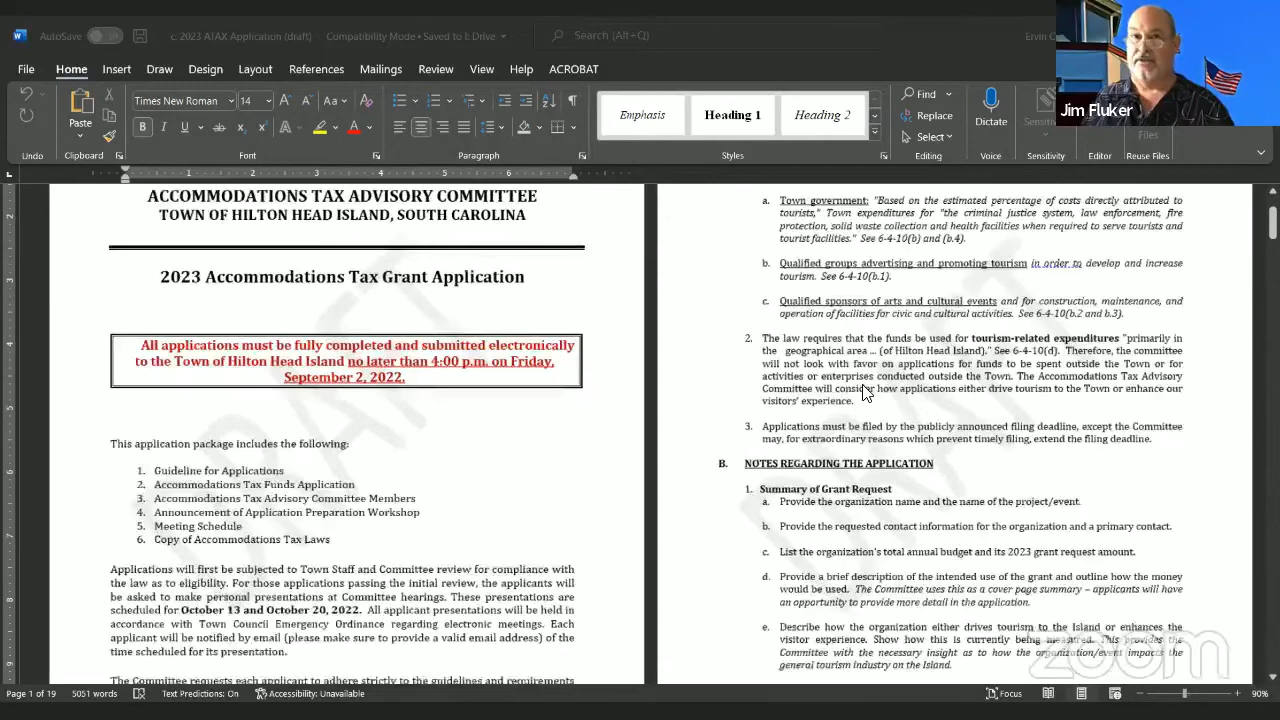 AutoSave
c. 2023 ATAX Application (draft) - Compatibility Mode • Saved to I: Drive
Search (Alt+Q)
Ervin
Jim Fluker
File Home Insert Draw Design Layout References Mailings Review View Help ACROBAT
Times New Roman 14
Paste
Emphasis
Heading 1
Heading 2
Find
Replace
Select
Dictate
Files
Undo Clipboard Font Paragraph Styles Editing Voice Sensitivity Editor Reuse Files
ACCOMMODATIONS TAX ADVISORY COMMITTEE
TOWN OF HILTON HEAD ISLAND, SOUTH CAROLINA
2023 Accommodations Tax Grant Application
All applications must be fully completed and submitted electronically
to the Town of Hilton Head Island no later than 4:00 p.m. on Friday,
September 2, 2022.
This application package includes the following:
1. Guideline for Applications
2. Accommodations Tax Funds Application
3. Accommodations Tax Advisory Committee Members
4. Announcement of Application Preparation Workshop
5. Meeting Schedule
6. Copy of Accommodations Tax Laws
Applications will first be subjected to Town Staff and Committee review for compliance with
the law as to eligibility. For those applications passing the initial review, the applicants will
be asked to make personal presentations at Committee hearings. These presentations are
scheduled for October 13 and October 20, 2022. All applicant presentations will be held in
accordance with Town Council Emergency Ordinance regarding electronic meetings. Each
applicant will be notified by email (please make sure to provide a valid email address) of the
time scheduled for its presentation.
The Committee requests each applicant to adhere strictly to the guidelines and requirements
a. Town government: "Based on the estimated percentage of costs directly attributed to
tourists," Town expenditures for "the criminal justice system, law enforcement, fire
protection, solid waste collection and health facilities when required to serve tourists and
tourist facilities." See 6-4-10(b) and (b.4).
b. Qualified groups advertising and promoting tourism in order to develop and increase
tourism. See 6-4-10(b.1).
c. Qualified sponsors of arts and cultural events and for construction, maintenance, and
operation of facilities for civic and cultural activities. See 6-4-10(b.2 and b.3).
2. The law requires that the funds be used for tourism-related expenditures "primarily in
the geographical area ... (of Hilton Head Island)." See 6-4-10(d). Therefore, the committee
will not look with favor on applications for funds to be spent outside the Town or for
activities or enterprises conducted outside the Town. The Accommodations Tax Advisory
Committee will consider how applications either drive tourism to the Town or enhance our
visitors' experience.
3. Applications must be filed by the publicly announced filing deadline, except the Committee
may, for extraordinary reasons which prevent timely filing, extend the filing deadline.
B. NOTES REGARDING THE APPLICATION
1. Summary of Grant Request
a. Provide the organization name and the name of the project/event.
b. Provide the requested contact information for the organization and a primary contact.
c. List the organization's total annual budget and its 2023 grant request amount.
d. Provide a brief description of the intended use of the grant and outline how the money
would be used. The Committee uses this as a cover page summary – applicants will have
an opportunity to provide more detail in the application.
e. Describe how the organization either drives tourism to the Island or enhances the
visitor experience. Show how this is currently being measured. This provides the
Committee with the necessary insight as to how the organization/event impacts the
general tourism industry on the Island.
DRAFT
DRAFT
zoom
Page 1 of 19 5051 words Text Predictions: On Accessibility: Unavailable Focus 90%